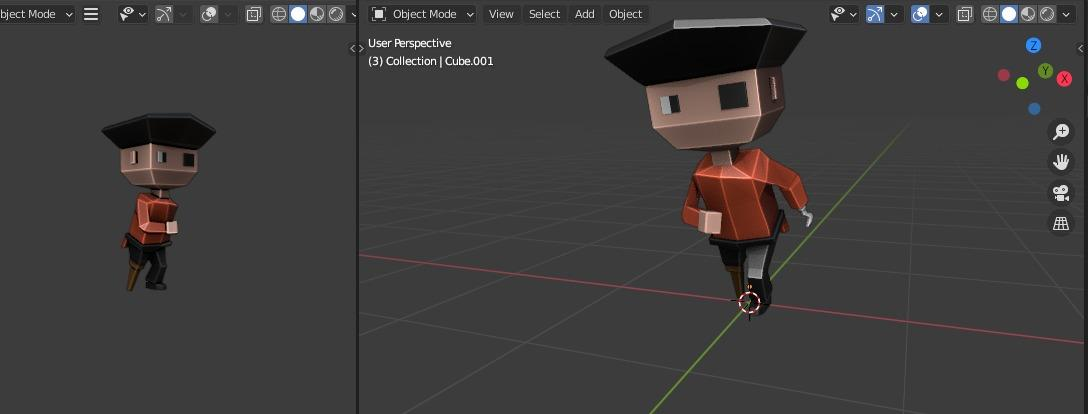 bject Mode
Object Mode View Select Add Object
User Perspective
(3) Collection | Cube.001
Z
Y
X